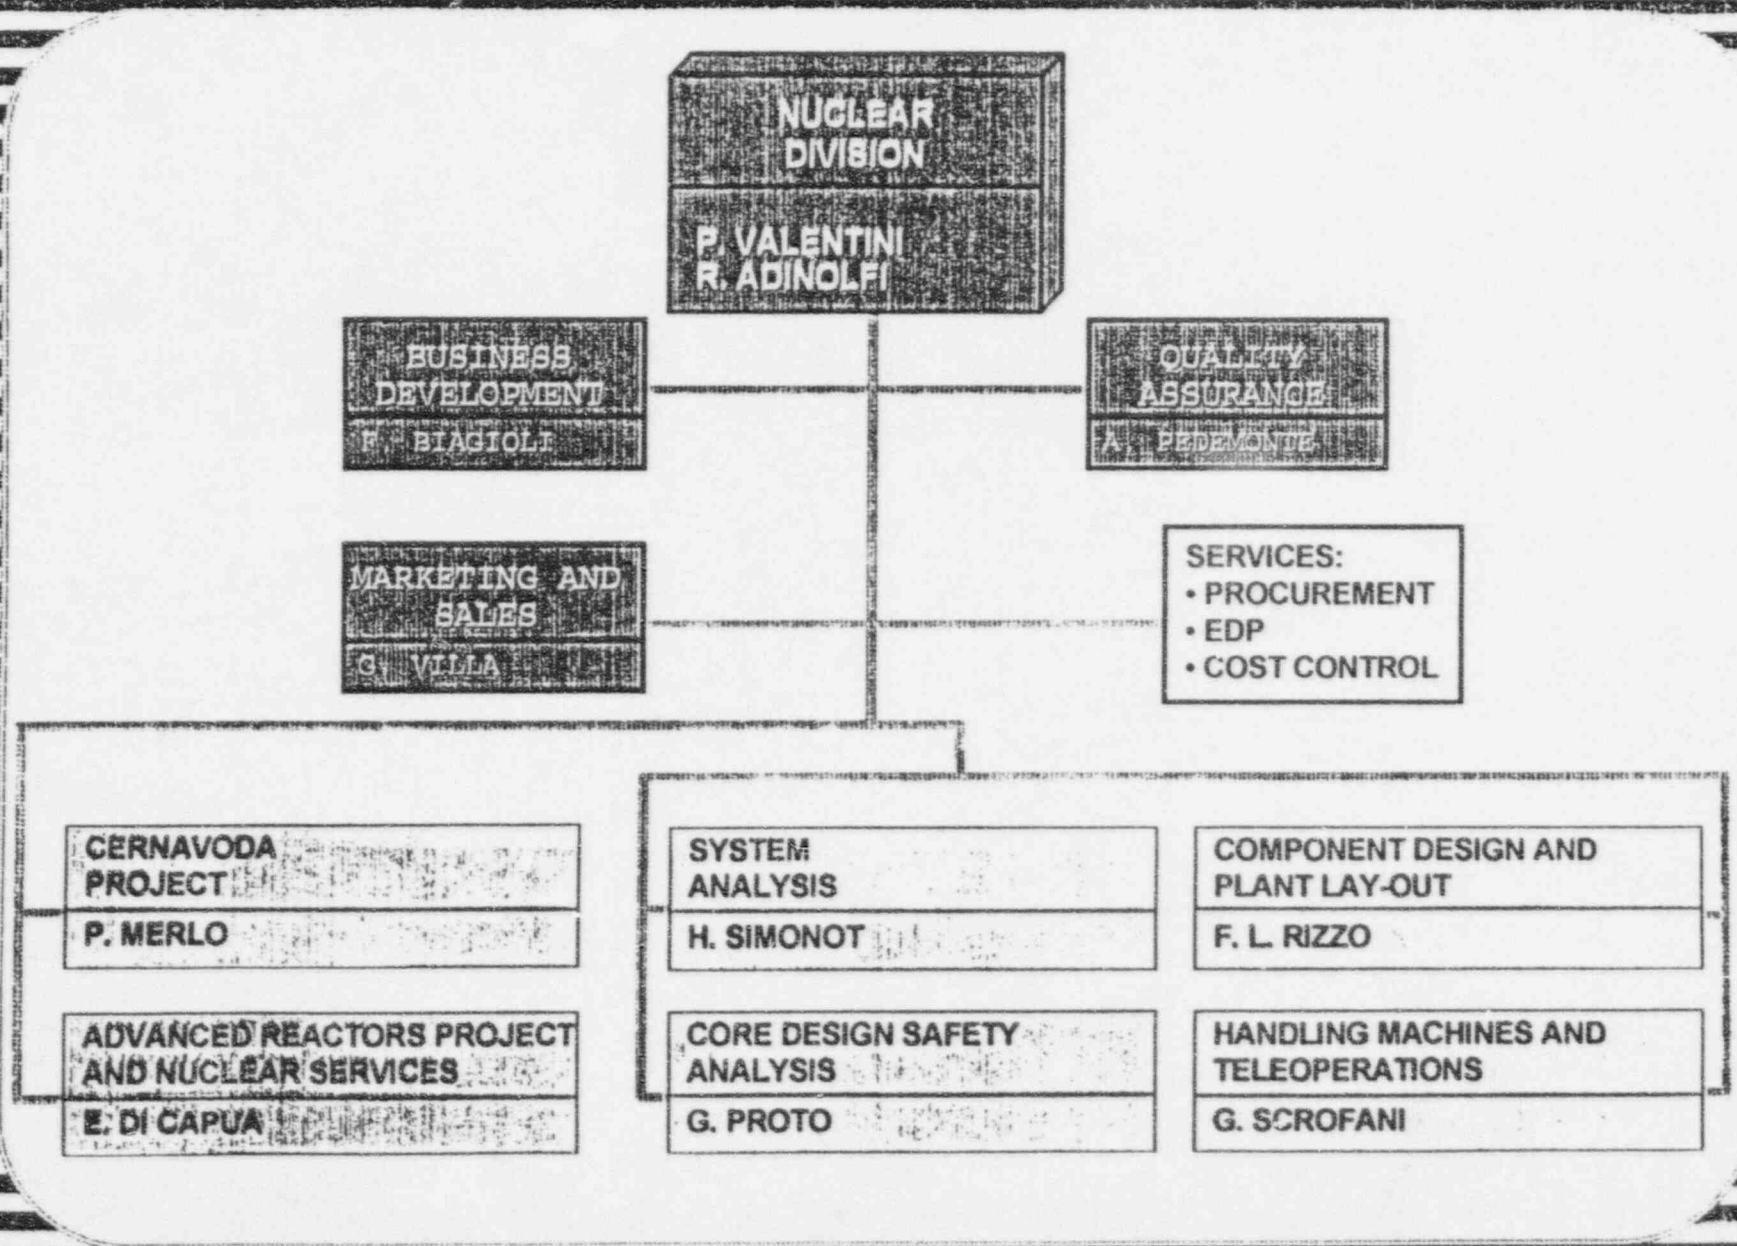 NUCLEAR
DIVISION
P. VALENTINI
R. ADINOLFI
BUSINESS
DEVELOPMENT
F. BIAGIOLI
QUALITY
ASSURANCE
A. PEDEMONTE
MARKETING AND
SALES
G. VILLA
SERVICES:
• PROCUREMENT
• EDP
• COST CONTROL
CERNAVODA
PROJECT
P. MERLO
SYSTEM
ANALYSIS
H. SIMONOT
COMPONENT DESIGN AND
PLANT LAY-OUT
F. L. RIZZO
ADVANCED REACTORS PROJECT
AND NUCLEAR SERVICES
E. DI CAPUA
CORE DESIGN SAFETY
ANALYSIS
G. PROTO
HANDLING MACHINES AND
TELEOPERATIONS
G. SCROFANI